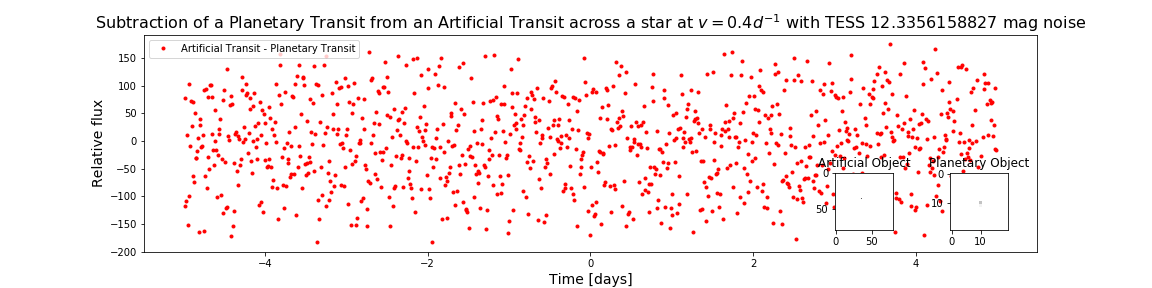 Subtraction of a Planetary Transit from an Artificial Transit across a star at v = 0.4d⁻¹ with TESS 12.3356158827 mag noise
Artificial Transit - Planetary Transit
Relative flux
150
100
50
0
−50
−100
−150
−200
Artificial Object
0
50
0 50
Planetary Object
0
10
0 10
−4 −2 0 2 4
Time [days]